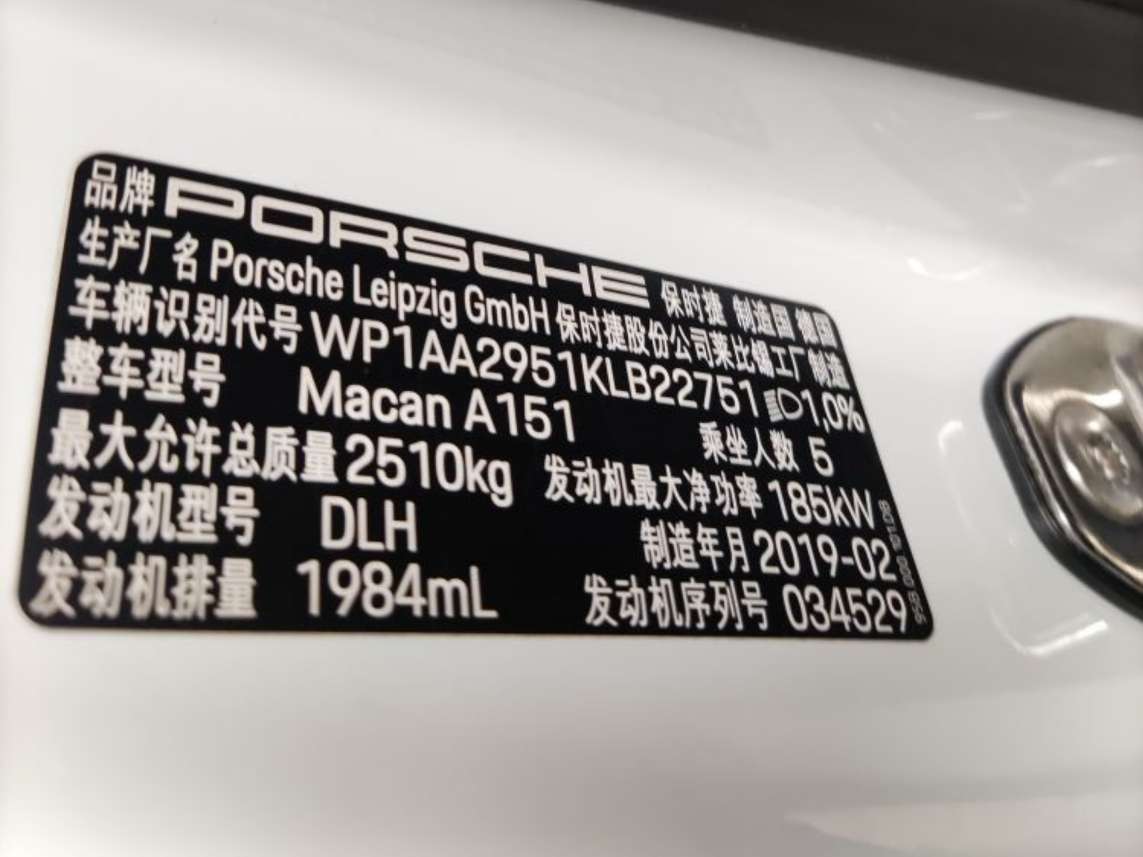 品牌 PORSCHE 保时捷 制造国 德国
生产厂名 Porsche Leipzig GmbH 保时捷股份公司莱比锡工厂制造
车辆识别代号 WP1AA2951KLB22751 1,0%
整车型号 Macan A151 乘坐人数 5
最大允许总质量 2510kg 发动机最大净功率 185kW
发动机型号 DLH 制造年月 2019-02
发动机排量 1984mL 发动机序列号 034529
95B 000 191 DB